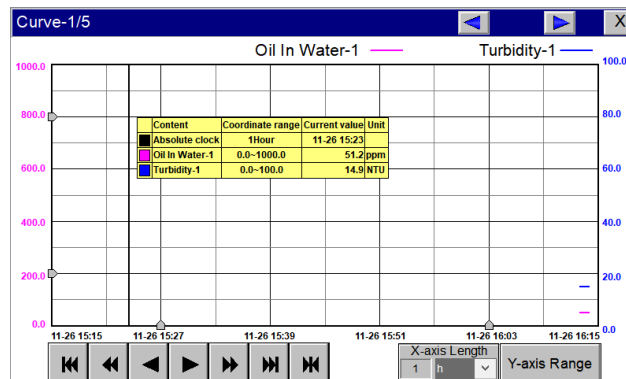 Curve-1/5 X
Oil In Water-1 Turbidity-1
1000.0 100.0
800.0 80.0
Content Coordinate range Current value Unit
Absolute clock 1Hour 11-26 15:23
Oil In Water-1 0.0~1000.0 51.2 ppm
Turbidity-1 0.0~100.0 14.9 NTU
600.0 60.0
400.0 40.0
200.0 20.0
0.0 0.0
11-26 15:15 11-26 15:27 11-26 15:39 11-26 15:51 11-26 16:03 11-26 16:15
X-axis Length
1 h
Y-axis Range